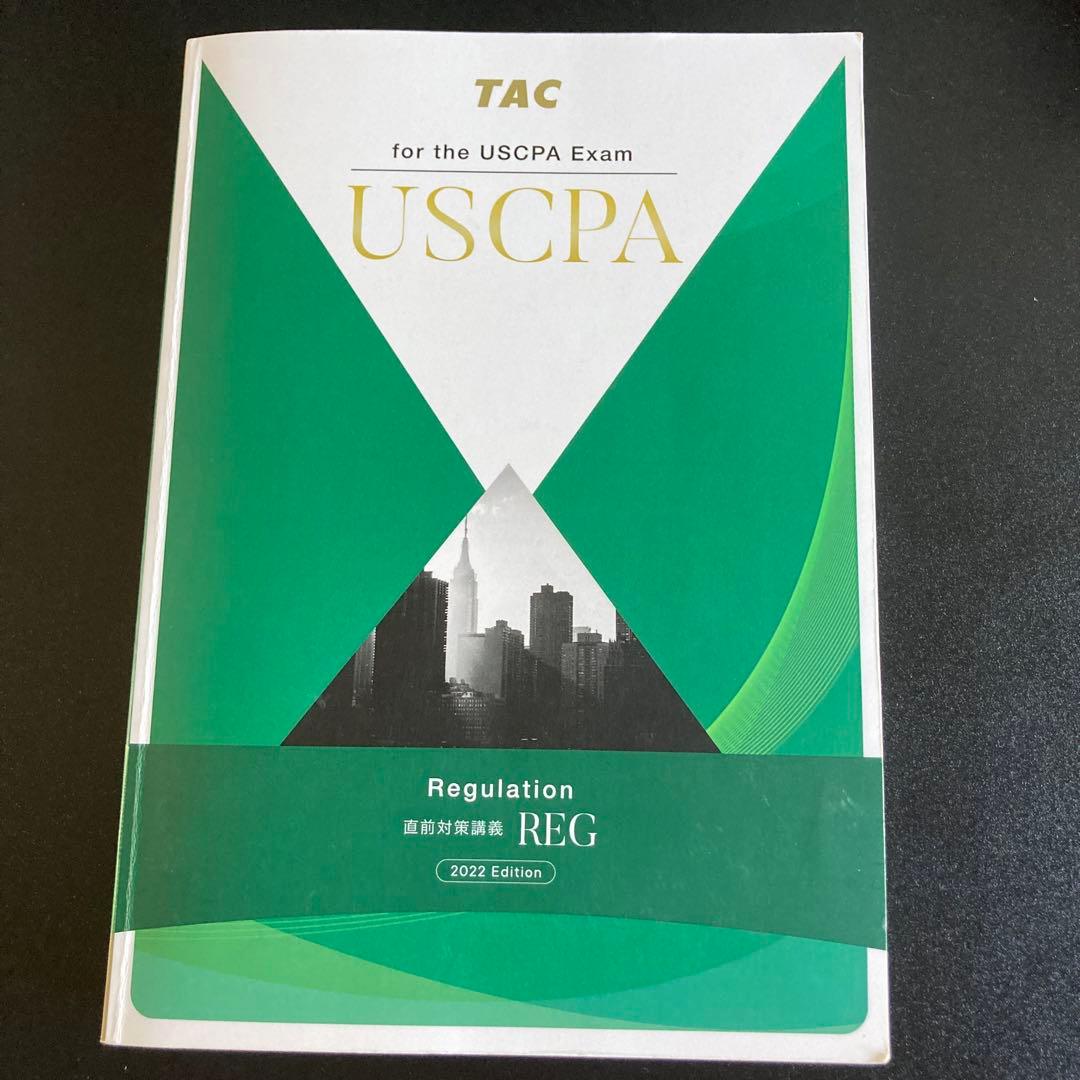 TAC
for the USCPA Exam
USCPA
Regulation
直前対策講義 REG
2022 Edition